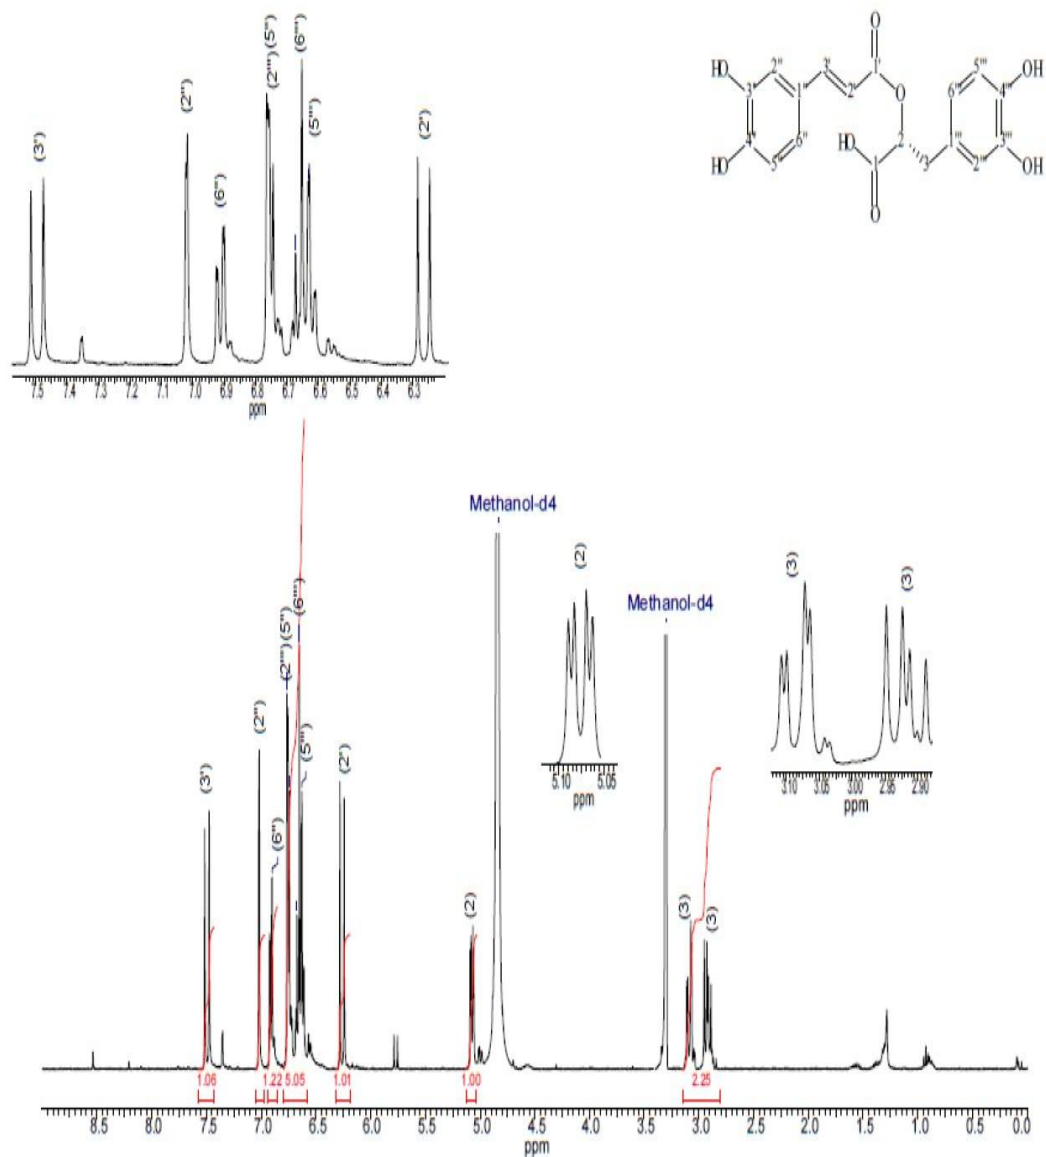 (3') (2") (6") (2''') (5") (6''') (5''') (2')
7.5 7.4 7.3 7.2 7.1 7.0 6.9 6.8 6.7 6.6 6.5 6.4 6.3
ppm
O
HO 3" 2" 1" 3' 2' 1' O 6''' 5''' 4''' OH
HO 4" 5" 6" HO 1 2 3 1''' 2''' 3''' OH
O
Methanol-d4
Methanol-d4
(2)
5.10 5.05
ppm
(3) (3)
3.10 3.05 3.00 2.95 2.90
ppm
(3') (2") (6") (2''') (5") (6''') (5''') (2') (2) (3) (3)
1.06 1.22 5.05 1.01 1.00 2.25
8.5 8.0 7.5 7.0 6.5 6.0 5.5 5.0 4.5 4.0 3.5 3.0 2.5 2.0 1.5 1.0 0.5 0.0
ppm